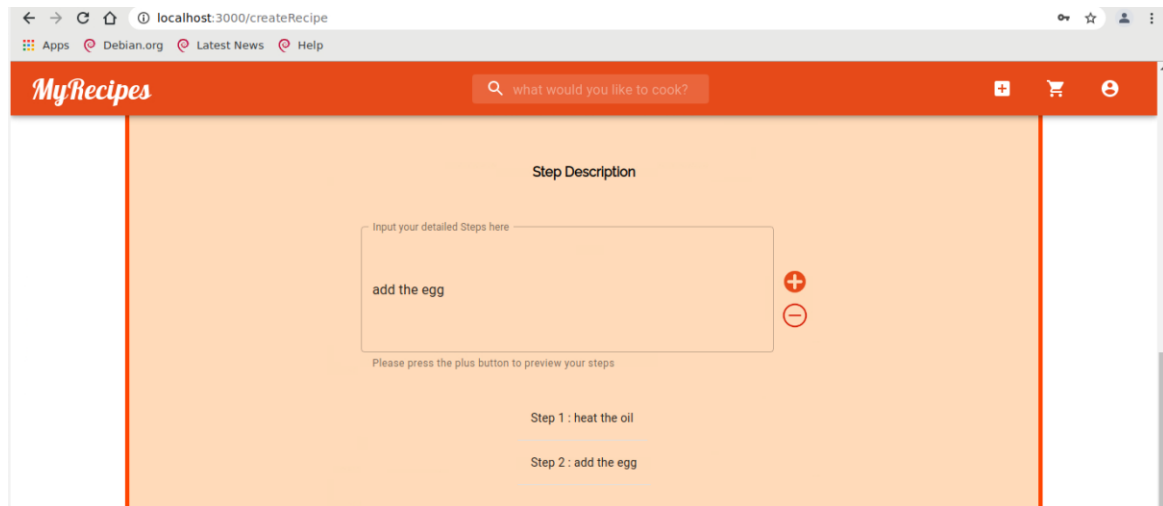 localhost:3000/createRecipe
Apps Debian.org Latest News Help
MyRecipes what would you like to cook?
Step Description
Input your detailed Steps here
add the egg
Please press the plus button to preview your steps
Step 1 : heat the oil
Step 2 : add the egg